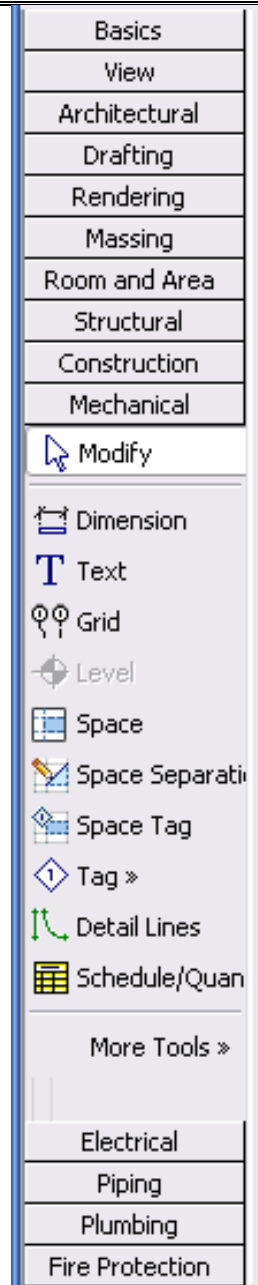 Basics
View
Architectural
Drafting
Rendering
Massing
Room and Area
Structural
Construction
Mechanical
Modify
Dimension
T Text
Grid
Level
Space
Space Separati
Space Tag
1 Tag »
Detail Lines
Schedule/Quan
More Tools »
Electrical
Piping
Plumbing
Fire Protection